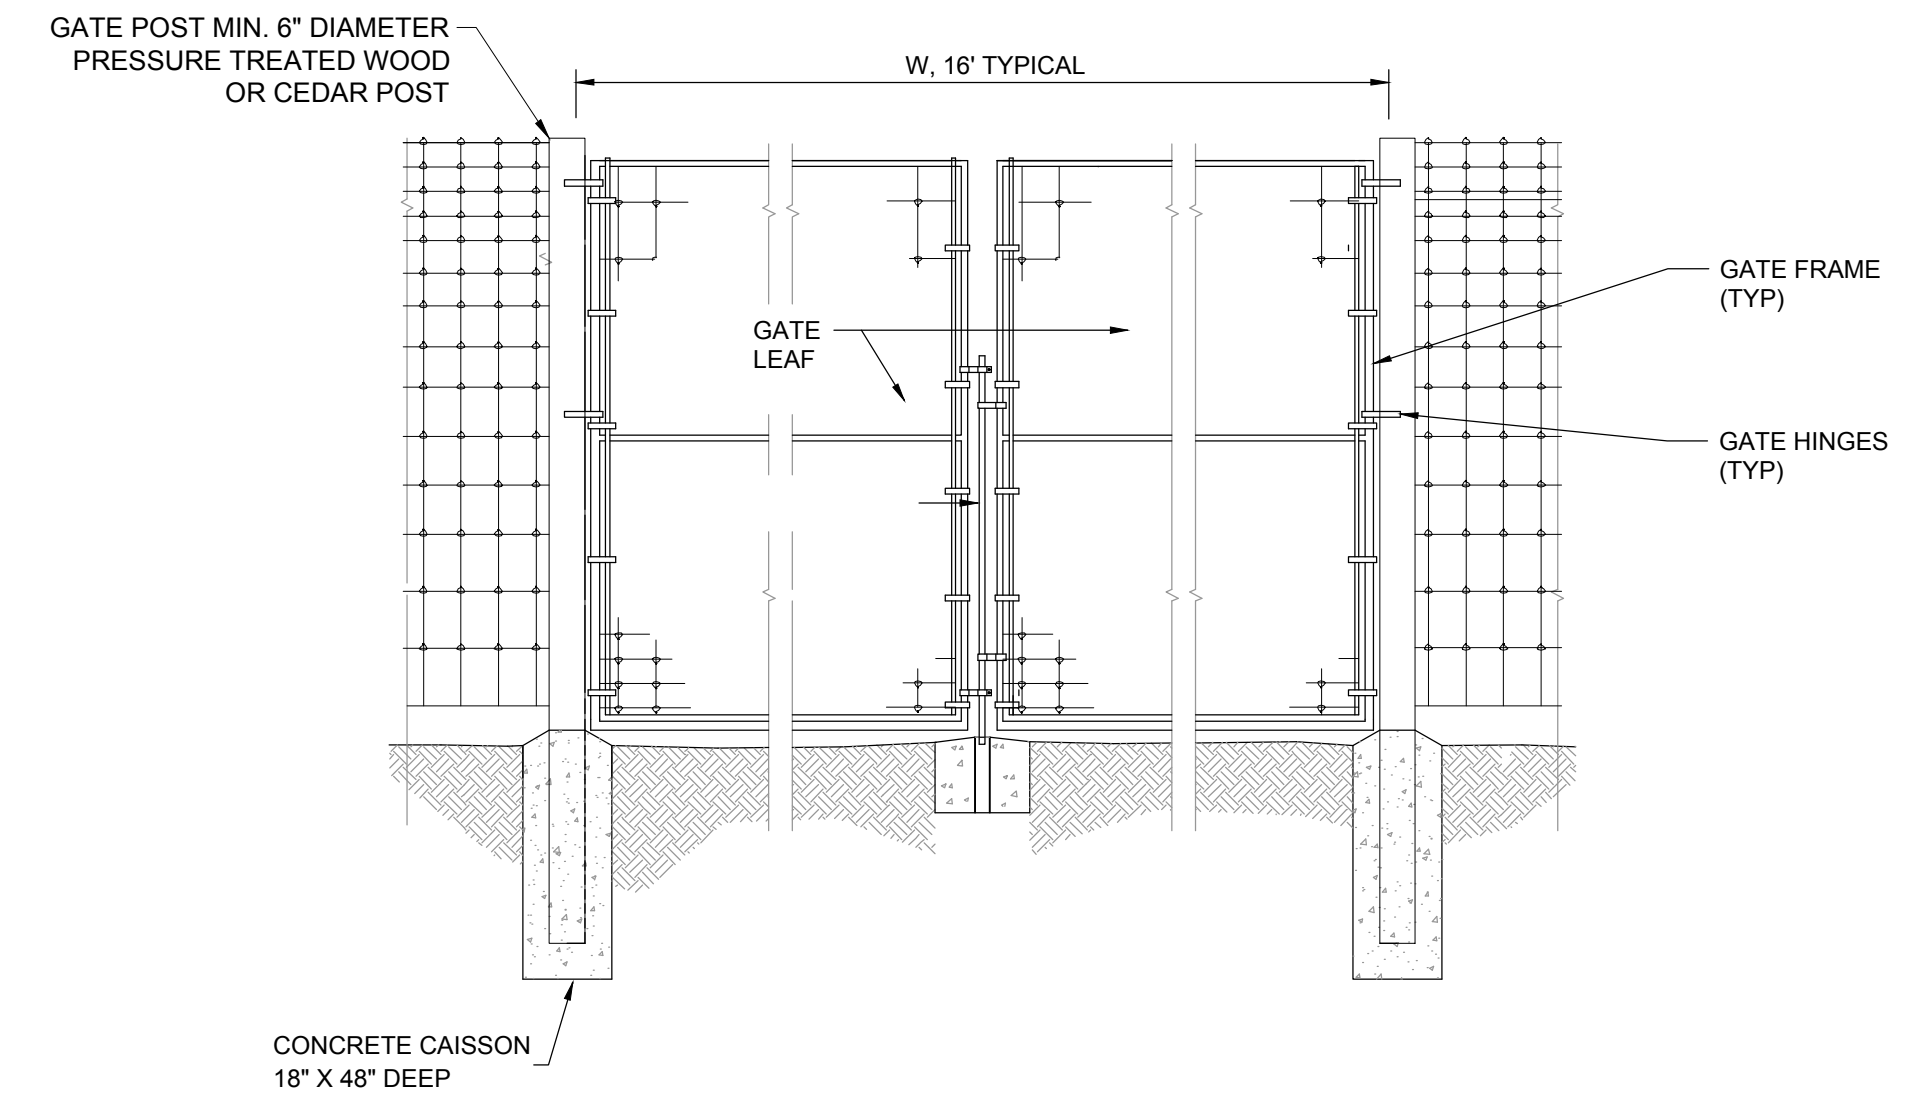 GATE POST MIN. 6" DIAMETER
PRESSURE TREATED WOOD
OR CEDAR POST
W, 16' TYPICAL
GATE FRAME
(TYP)
GATE
LEAF
GATE HINGES
(TYP)
CONCRETE CAISSON
18" X 48" DEEP